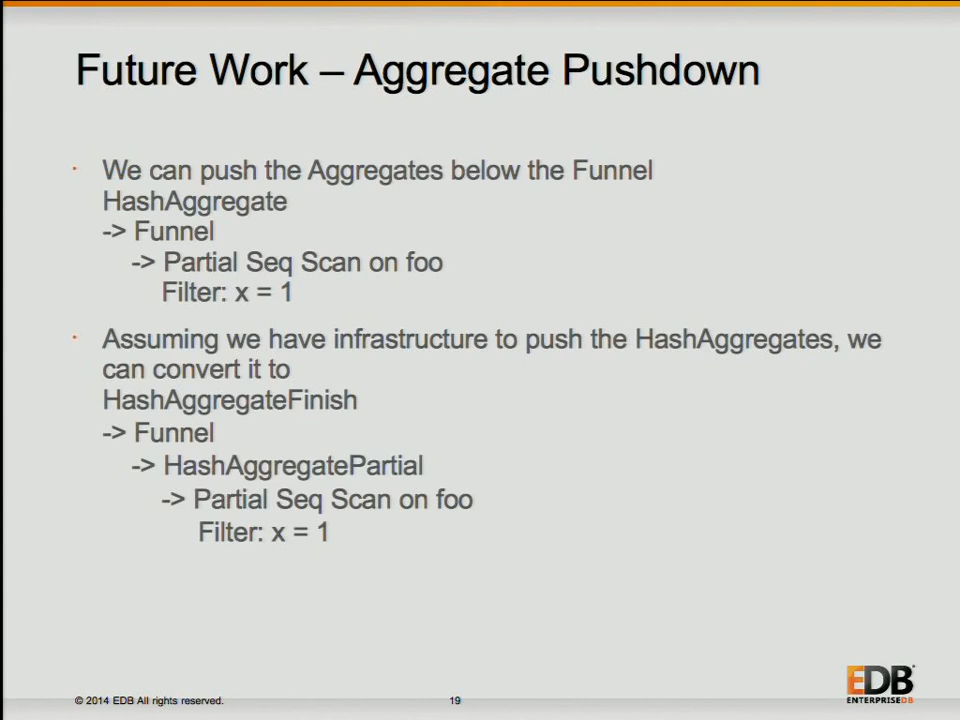 Future Work – Aggregate Pushdown
· We can push the Aggregates below the Funnel
HashAggregate
-> Funnel
-> Partial Seq Scan on foo
Filter: x = 1
· Assuming we have infrastructure to push the HashAggregates, we
can convert it to
HashAggregateFinish
-> Funnel
-> HashAggregatePartial
-> Partial Seq Scan on foo
Filter: x = 1
© 2014 EDB All rights reserved.
19
EDB
ENTERPRISEDB